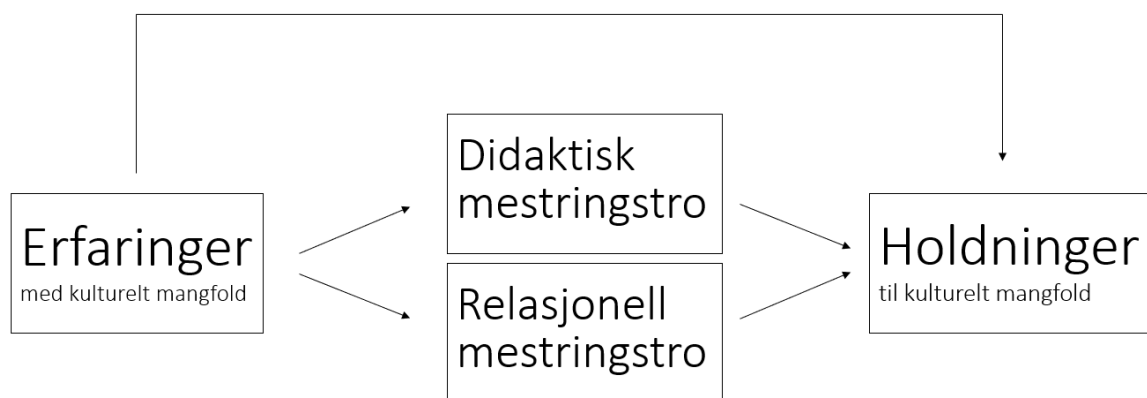 Didaktisk
mestringstro
Erfaringer
med kulturelt mangfold
Holdninger
til kulturelt mangfold
Relasjonell
mestringstro